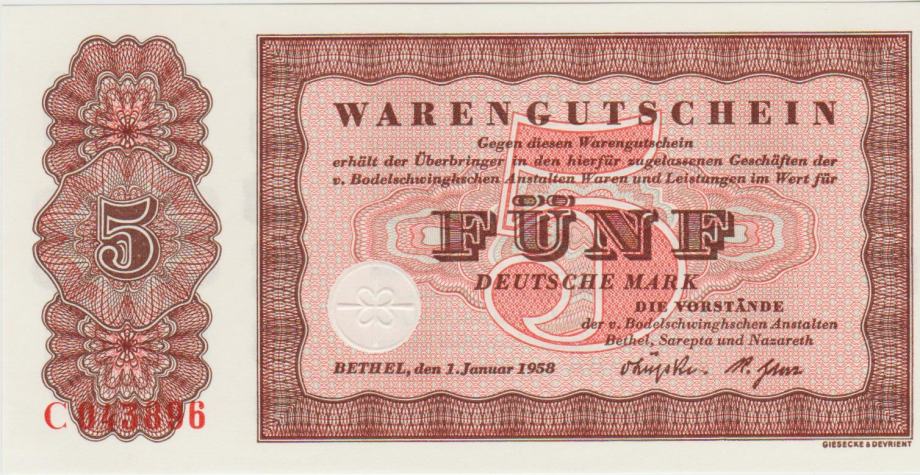 WARENGUTSCHEIN
Gegen diesen Warengutschein
erhält der Überbringer in den hierfür zugelassenen Geschäften der
v. Bodelschwinghschen Anstalten Waren und Leistungen im Wert für
5
FÜNF
5
DEUTSCHE MARK
DIE VORSTÄNDE
der v. Bodelschwinghschen Anstalten
Bethel, Sarepta und Nazareth
BETHEL, den 1. Januar 1958
C 043896
GIESECKE & DEVRIENT